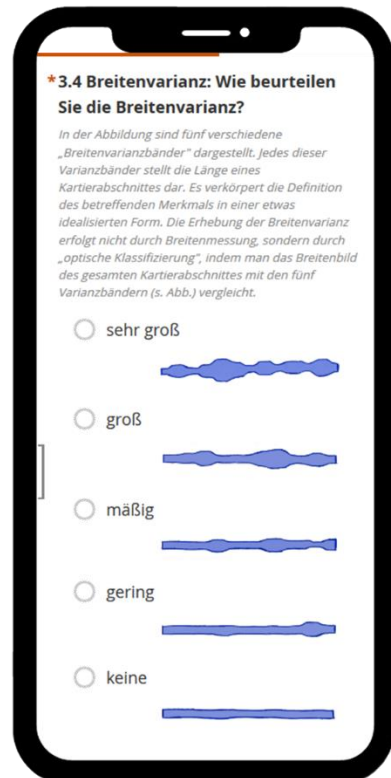 *3.4 Breitenvarianz: Wie beurteilen
Sie die Breitenvarianz?
In der Abbildung sind fünf verschiedene
„Breitenvarianzbänder" dargestellt. Jedes dieser
Varianzbänder stellt die Länge eines
Kartierabschnittes dar. Es verkörpert die Definition
des betreffenden Merkmals in einer etwas
idealisierten Form. Die Erhebung der Breitenvarianz
erfolgt nicht durch Breitenmessung, sondern durch
„optische Klassifizierung", indem man das Breitenbild
des gesamten Kartierabschnittes mit den fünf
Varianzbändern (s. Abb.) vergleicht.
sehr groß
groß
mäßig
gering
keine